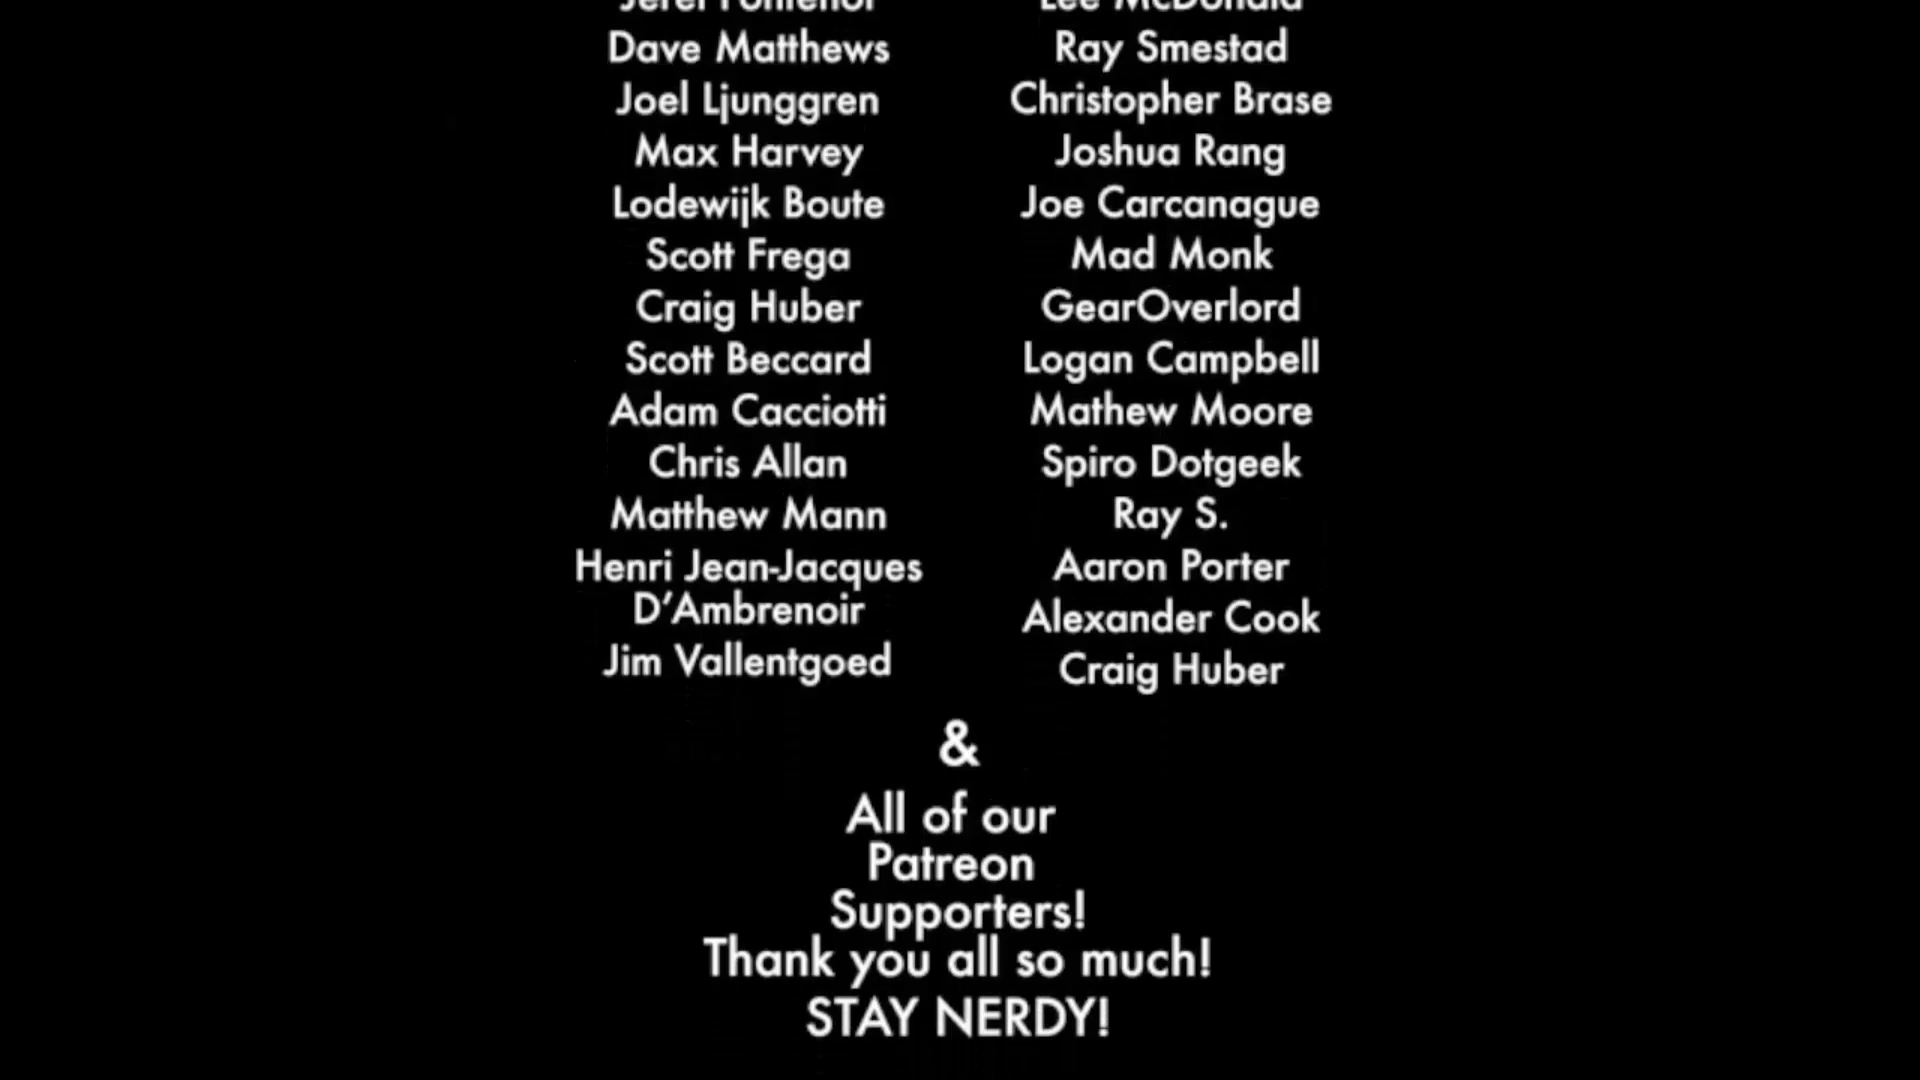 Dave Matthews
Joel Ljunggren
Max Harvey
Lodewijk Boute
Scott Frega
Craig Huber
Scott Beccard
Adam Cacciotti
Chris Allan
Matthew Mann
Henri Jean-Jacques
D’Ambrenoir
Jim Vallentgoed
Lee McDonald
Ray Smestad
Christopher Brase
Joshua Rang
Joe Carcanague
Mad Monk
GearOverlord
Logan Campbell
Mathew Moore
Spiro Dotgeek
Ray S.
Aaron Porter
Alexander Cook
Craig Huber
&
All of our
Patreon
Supporters!
Thank you all so much!
STAY NERDY!